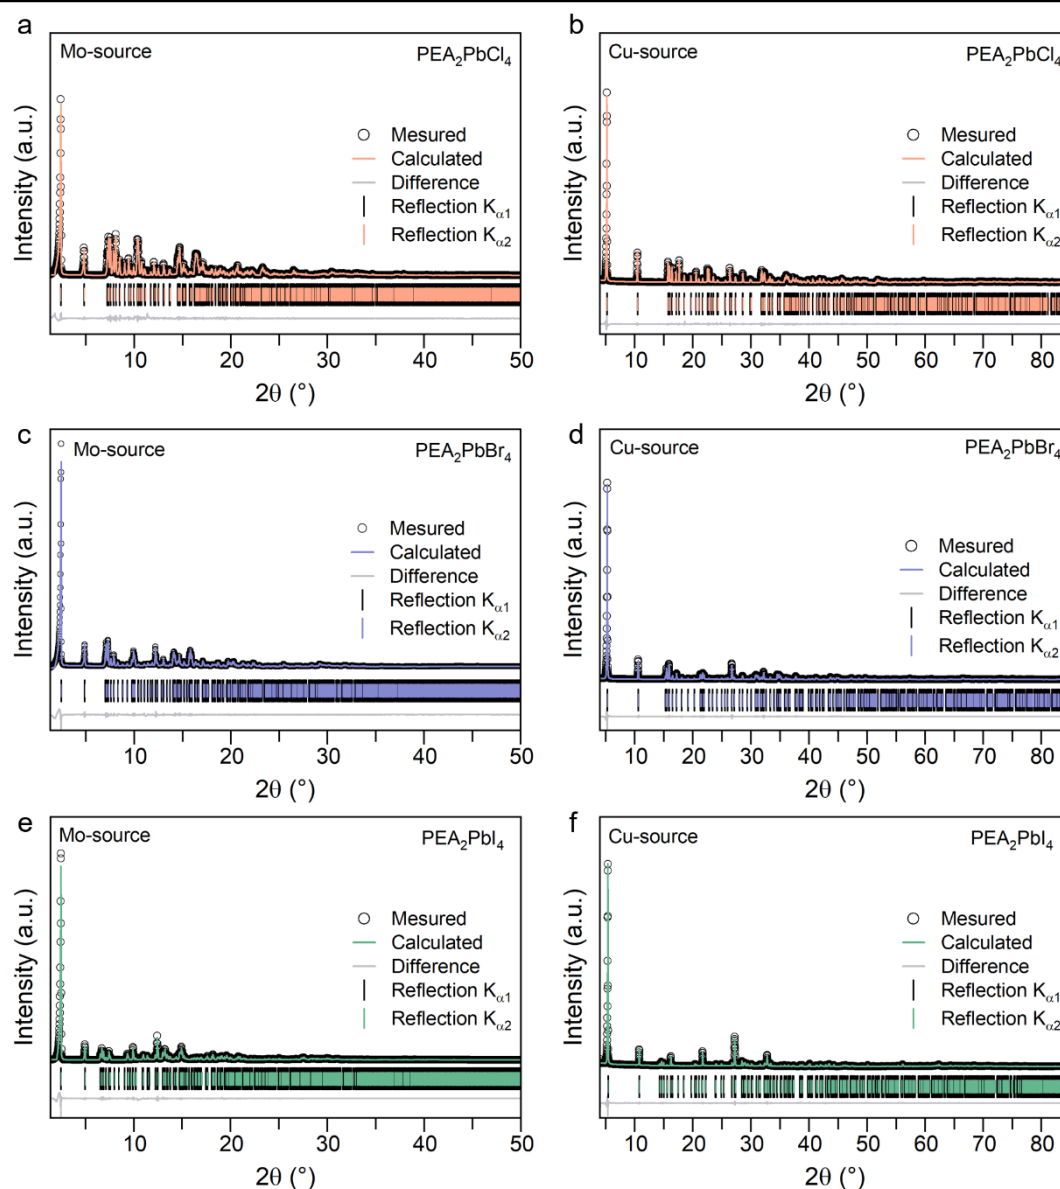 a
Mo-source
PEA₂PbCl₄
Mesured
Calculated
Difference
Reflection Kα1
Reflection Kα2
Intensity (a.u.)
10 20 30 40 50
2θ (°)
b
Cu-source
PEA₂PbCl₄
Mesured
Calculated
Difference
Reflection Kα1
Reflection Kα2
Intensity (a.u.)
10 20 30 40 50 60 70 80
2θ (°)
c
Mo-source
PEA₂PbBr₄
Mesured
Calculated
Difference
Reflection Kα1
Reflection Kα2
Intensity (a.u.)
10 20 30 40 50
2θ (°)
d
Cu-source
PEA₂PbBr₄
Mesured
Calculated
Difference
Reflection Kα1
Reflection Kα2
Intensity (a.u.)
10 20 30 40 50 60 70 80
2θ (°)
e
Mo-source
PEA₂PbI₄
Mesured
Calculated
Difference
Reflection Kα1
Reflection Kα2
Intensity (a.u.)
10 20 30 40 50
2θ (°)
f
Cu-source
PEA₂PbI₄
Mesured
Calculated
Difference
Reflection Kα1
Reflection Kα2
Intensity (a.u.)
10 20 30 40 50 60 70 80
2θ (°)